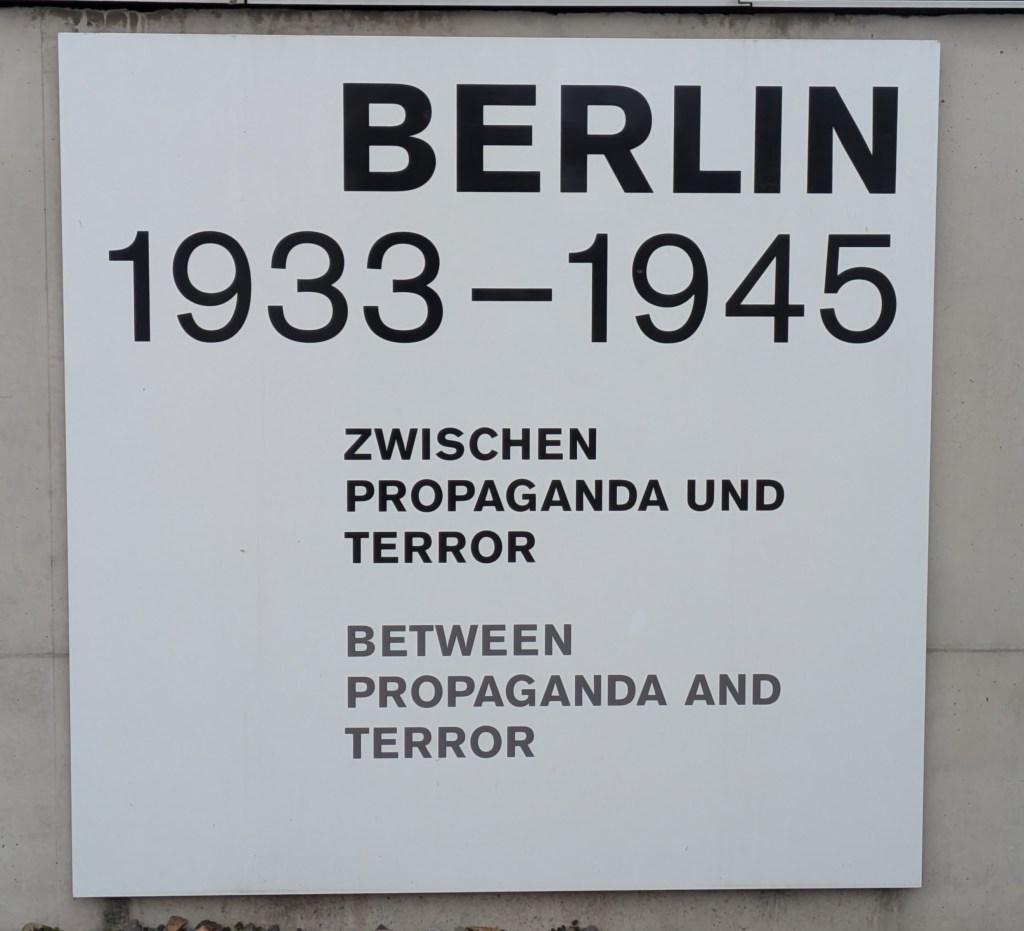 BERLIN
1933–1945
ZWISCHEN
PROPAGANDA UND
TERROR
BETWEEN
PROPAGANDA AND
TERROR